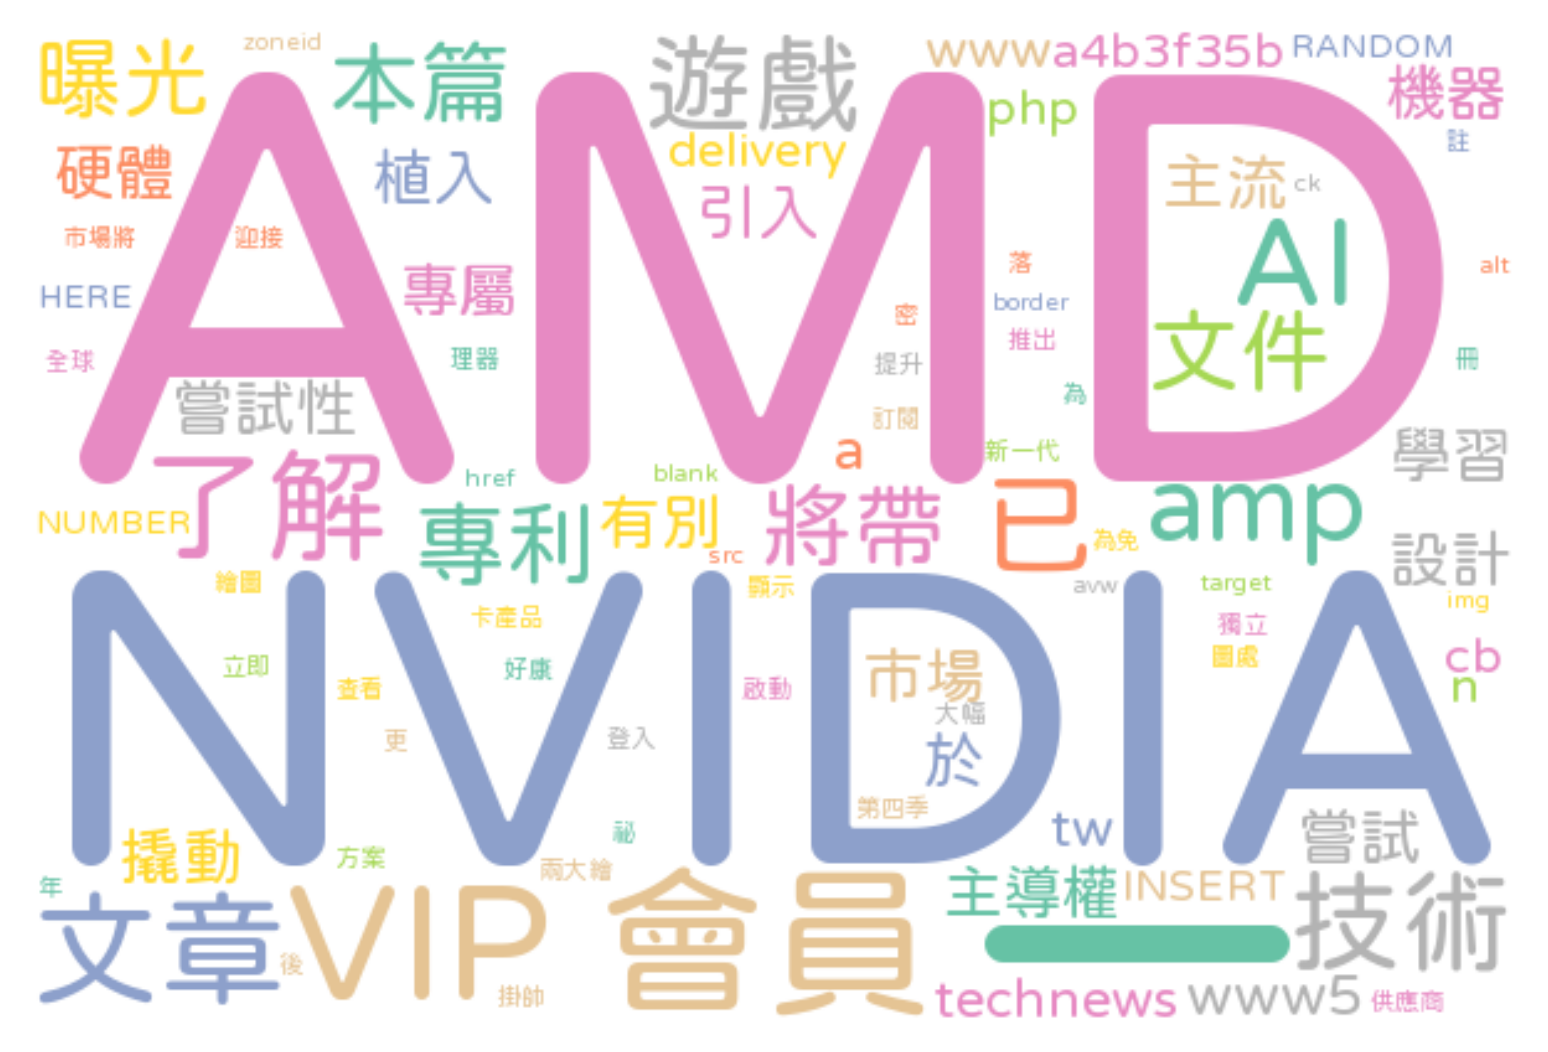 zoneid
曝光
本篇
遊戲
wwwa4b3f35b
RANDOM
機器
php
註
delivery
硬體
植入
主流
ck
引入
市場將
迎接
AMD
AI
落
alt
HERE
專屬
border
密
推出
文件
全球
理器
提升
冊
為
嘗試性
訂閱
a
新一代
學習
了解
href
blank
專利
有別
將帶
已
amp
NUMBER
src
為免
設計
繪圖
顯示
avw
target
img
卡產品
獨立
NVIDIA
立即
好康
市場
圖處
cb
n
查看
啟動
大幅
更
登入
於
第四季
tw
祕
嘗試
撬動
方案
兩大繪
年
主導權
INSERT
技術
文章
VIP
會員
後
掛帥
technews
www5
供應商